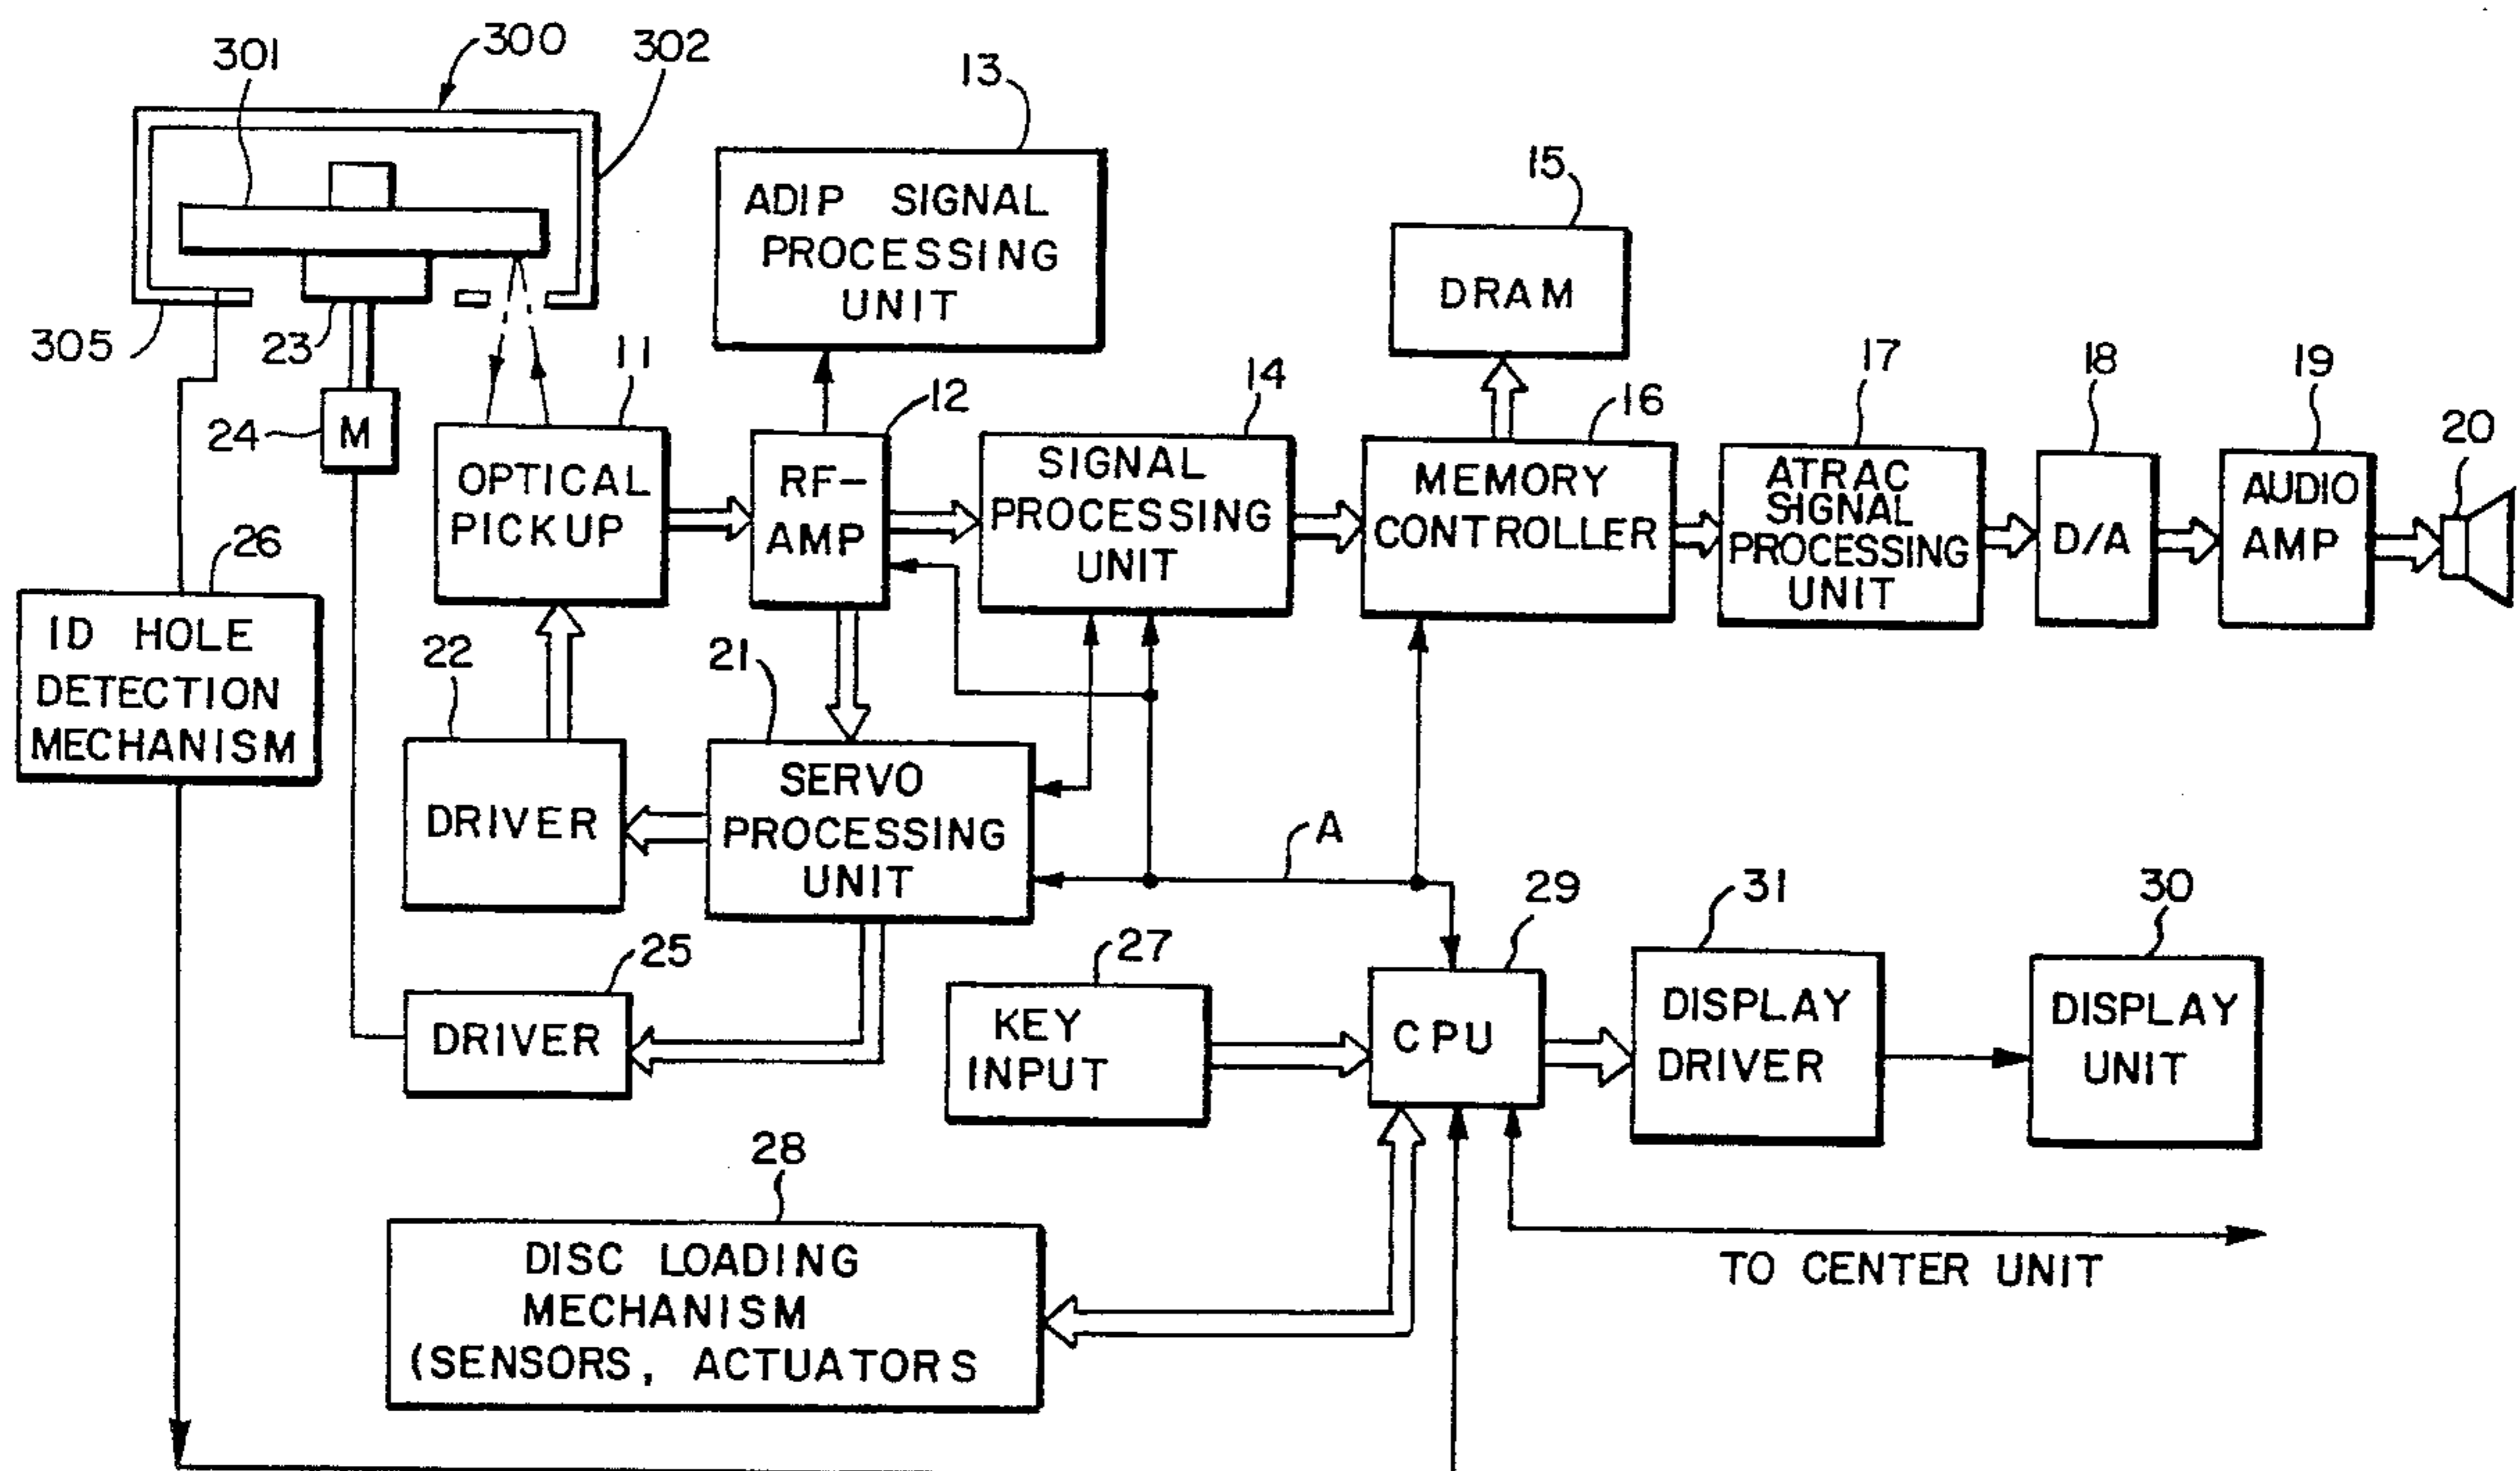 300
301
302
13
ADIP SIGNAL
PROCESSING
UNIT
15
DRAM
305
23
11
12
14
16
17
18
19
20
24
M
OPTICAL
PICKUP
RF-
AMP
SIGNAL
PROCESSING
UNIT
MEMORY
CONTROLLER
ATRAC
SIGNAL
PROCESSING
UNIT
D/A
AUDIO
AMP
26
ID HOLE
DETECTION
MECHANISM
22
DRIVER
21
SERVO
PROCESSING
UNIT
A
25
DRIVER
27
KEY
INPUT
29
CPU
31
DISPLAY
DRIVER
30
DISPLAY
UNIT
28
DISC LOADING
MECHANISM
(SENSORS, ACTUATORS
TO CENTER UNIT